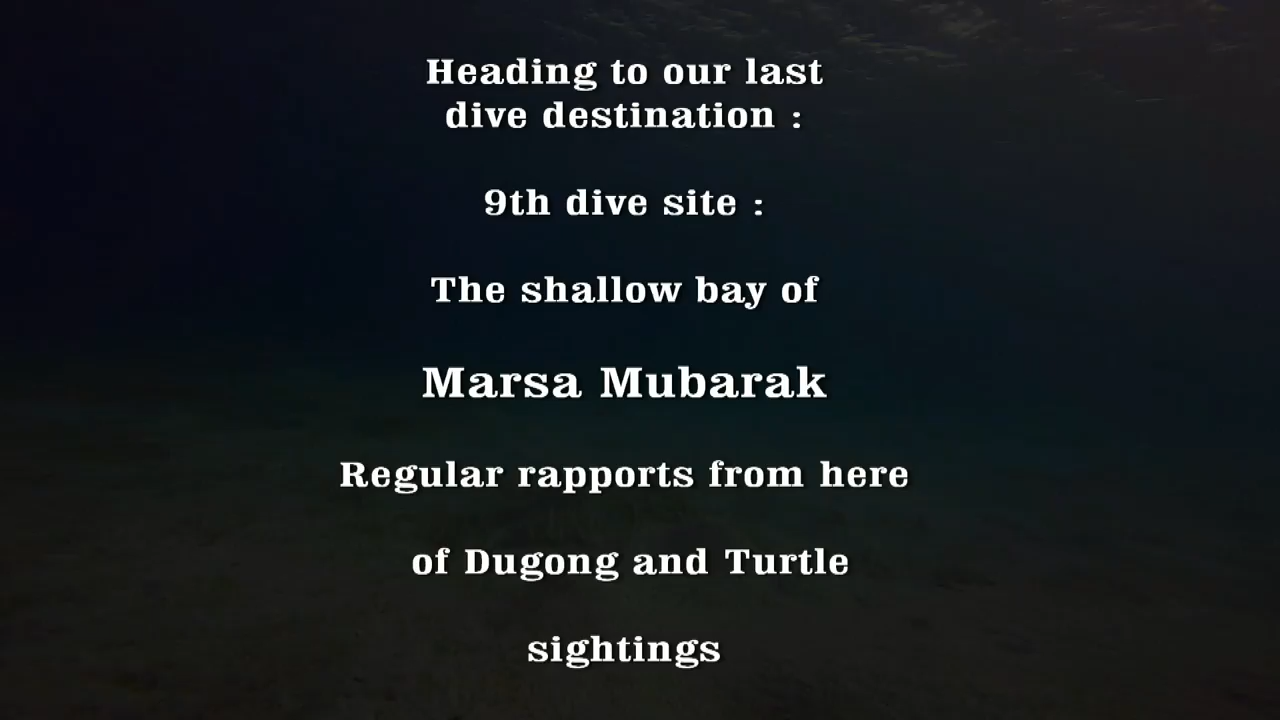 Heading to our last
dive destination :
9th dive site :
The shallow bay of
Marsa Mubarak
Regular rapports from here
of Dugong and Turtle
sightings